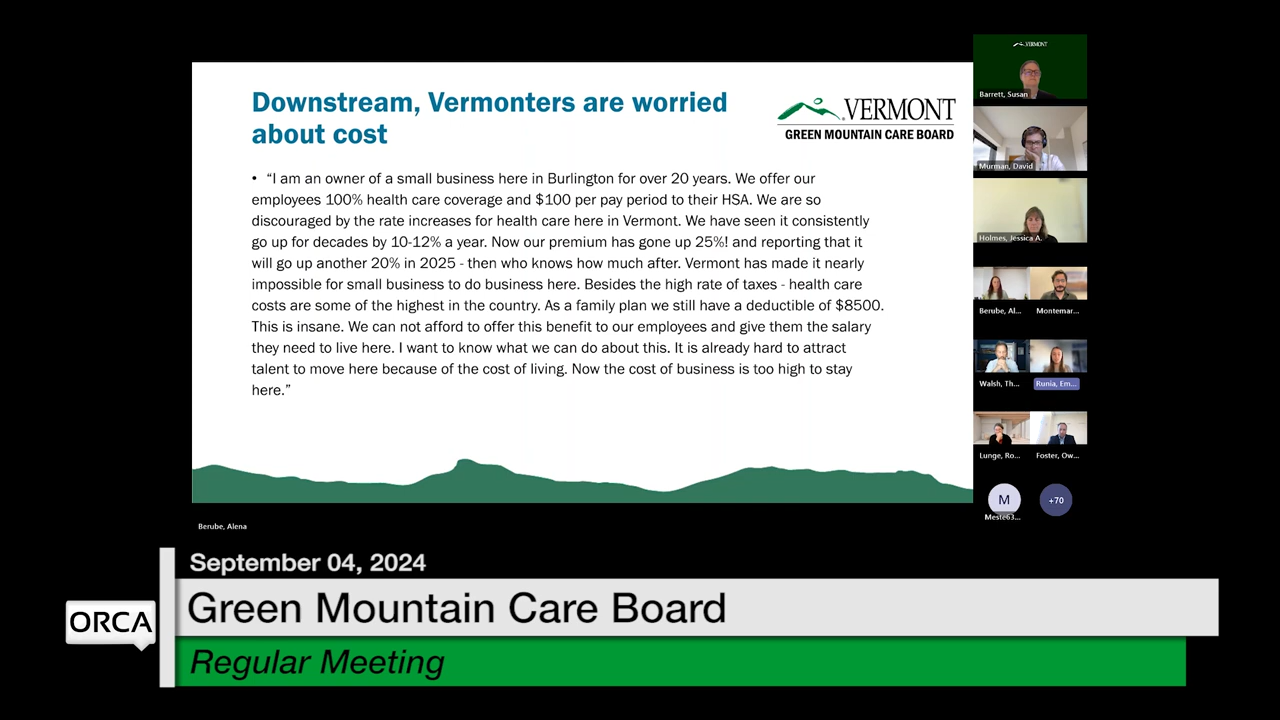 Downstream, Vermonters are worried
about cost
VERMONT
GREEN MOUNTAIN CARE BOARD
• “I am an owner of a small business here in Burlington for over 20 years. We offer our
employees 100% health care coverage and $100 per pay period to their HSA. We are so
discouraged by the rate increases for health care here in Vermont. We have seen it consistently
go up for decades by 10-12% a year. Now our premium has gone up 25%! and reporting that it
will go up another 20% in 2025 - then who knows how much after. Vermont has made it nearly
impossible for small business to do business here. Besides the high rate of taxes - health care
costs are some of the highest in the country. As a family plan we still have a deductible of $8500.
This is insane. We can not afford to offer this benefit to our employees and give them the salary
they need to live here. I want to know what we can do about this. It is already hard to attract
talent to move here because of the cost of living. Now the cost of business is too high to stay
here.”
VERMONT
Barrett, Susan
Murman, David
Holmes, Jessica A.
Berube, Al...
Montemar...
Walsh, Th...
Runia, Em...
Lunge, Ro...
Foster, Ow...
M
+70
Meste63...
Berube, Alena
September 04, 2024
Green Mountain Care Board
ORCA
Regular Meeting